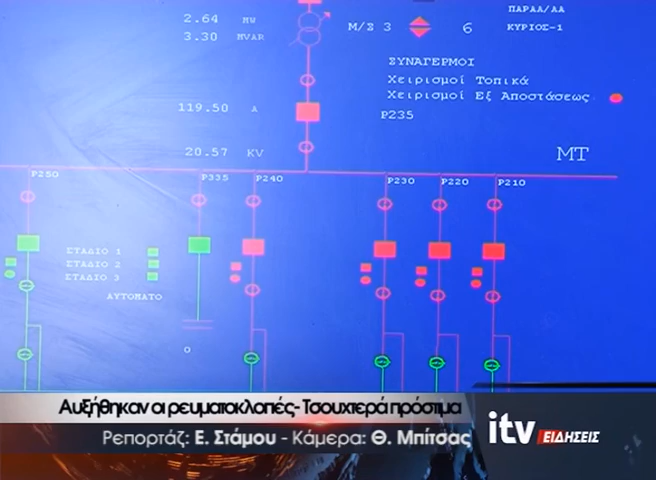 2.64 MW
3.30 MVAR
Μ/Σ 3
6
ΠΑΡΑΛ/ΛΑ
ΚΥΡΙΟΣ-1
ΣΥΝΑΓΕΡΜΟΙ
Χειρισμοί Τοπικά
Χειρισμοί Εξ Αποστάσεως
P235
119.50 A
20.57 KV
ΜΤ
P250
P335
P240
P230
P220
P210
ΣΤΑΔΙΟ 1
ΣΤΑΔΙΟ 2
ΣΤΑΔΙΟ 3
ΑΥΤΟΜΑΤΟ
0
Αυξήθηκαν οι ρευματοκλοπές- Τσουχτερά πρόστιμα
Ρεπορτάζ: Ε. Στάμου - Κάμερα: Θ. Μπίτσας
itv ΕΙΔΗΣΕΙΣ